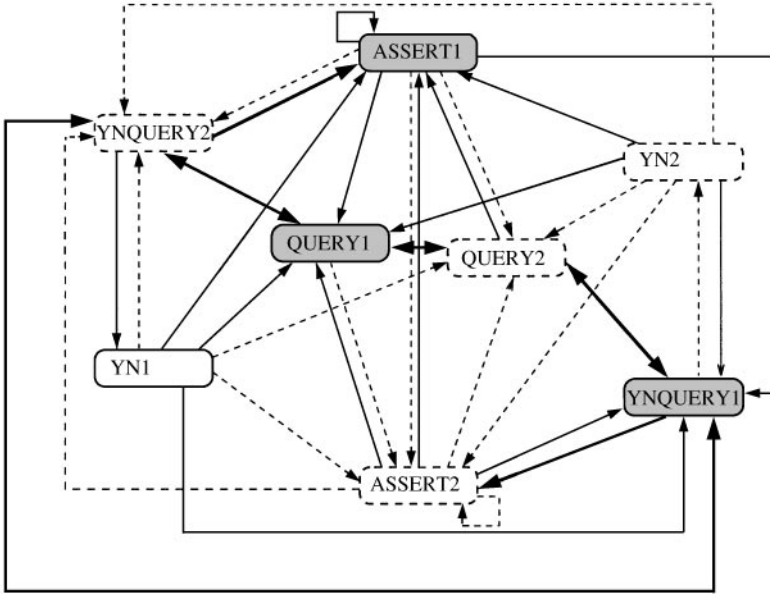 ASSERT1
YNQUERY2
YN2
QUERY1
QUERY2
YN1
YNQUERY1
ASSERT2